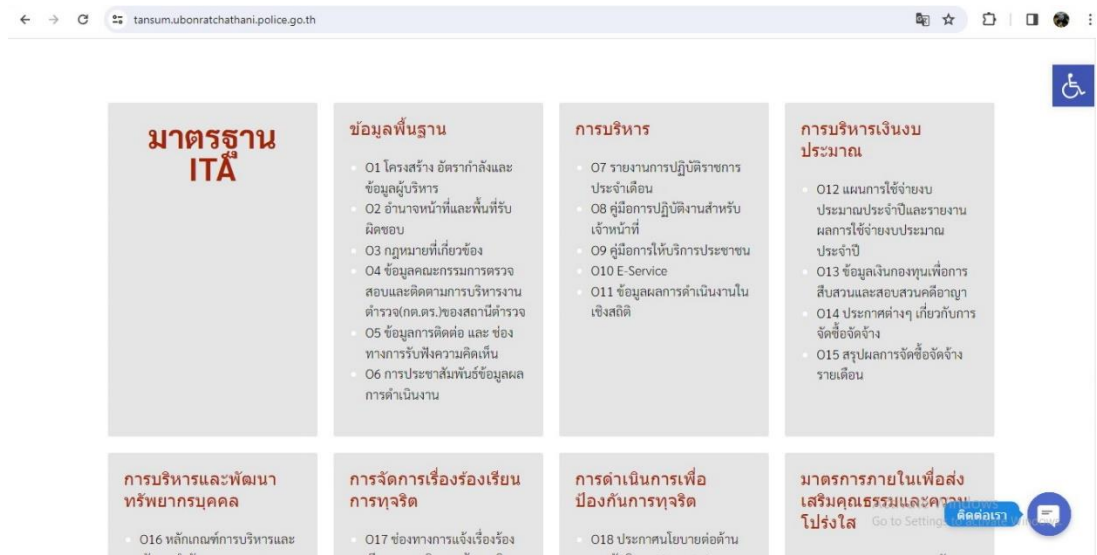 tansum.ubonratchathani.police.go.th
มาตรฐาน
ITA
ข้อมูลพื้นฐาน
O1 โครงสร้าง อัตรากำลังและ
ข้อมูลผู้บริหาร
O2 อำนาจหน้าที่และพื้นที่รับ
ผิดชอบ
O3 กฎหมายที่เกี่ยวข้อง
O4 ข้อมูลคณะกรรมการตรวจ
สอบและติดตามการบริหารงาน
ตำรวจ(กต.ตร.)ของสถานีตำรวจ
O5 ข้อมูลการติดต่อ และ ช่อง
ทางการรับฟังความคิดเห็น
O6 การประชาสัมพันธ์ข้อมูลผล
การดำเนินงาน
การบริหาร
O7 รายงานการปฏิบัติราชการ
ประจำเดือน
O8 คู่มือการปฏิบัติงานสำหรับ
เจ้าหน้าที่
O9 คู่มือการให้บริการประชาชน
O10 E-Service
O11 ข้อมูลผลการดำเนินงานใน
เชิงสถิติ
การบริหารเงินงบ
ประมาณ
O12 แผนการใช้จ่ายงบ
ประมาณประจำปีและรายงาน
ผลการใช้จ่ายงบประมาณ
ประจำปี
O13 ข้อมูลเงินกองทุนเพื่อการ
สืบสวนและสอบสวนคดีอาญา
O14 ประกาศต่างๆ เกี่ยวกับการ
จัดซื้อจัดจ้าง
O15 สรุปผลการจัดซื้อจัดจ้าง
รายเดือน
การบริหารและพัฒนา
ทรัพยากรบุคคล
O16 หลักเกณฑ์การบริหารและ
การจัดการเรื่องร้องเรียน
การทุจริต
O17 ช่องทางการแจ้งเรื่องร้อง
การดำเนินการเพื่อ
ป้องกันการทุจริต
O18 ประกาศนโยบายต่อต้าน
มาตรการภายในเพื่อส่ง
เสริมคุณธรรมและความ
โปร่งใส
Go to Settings
ติดต่อเรา